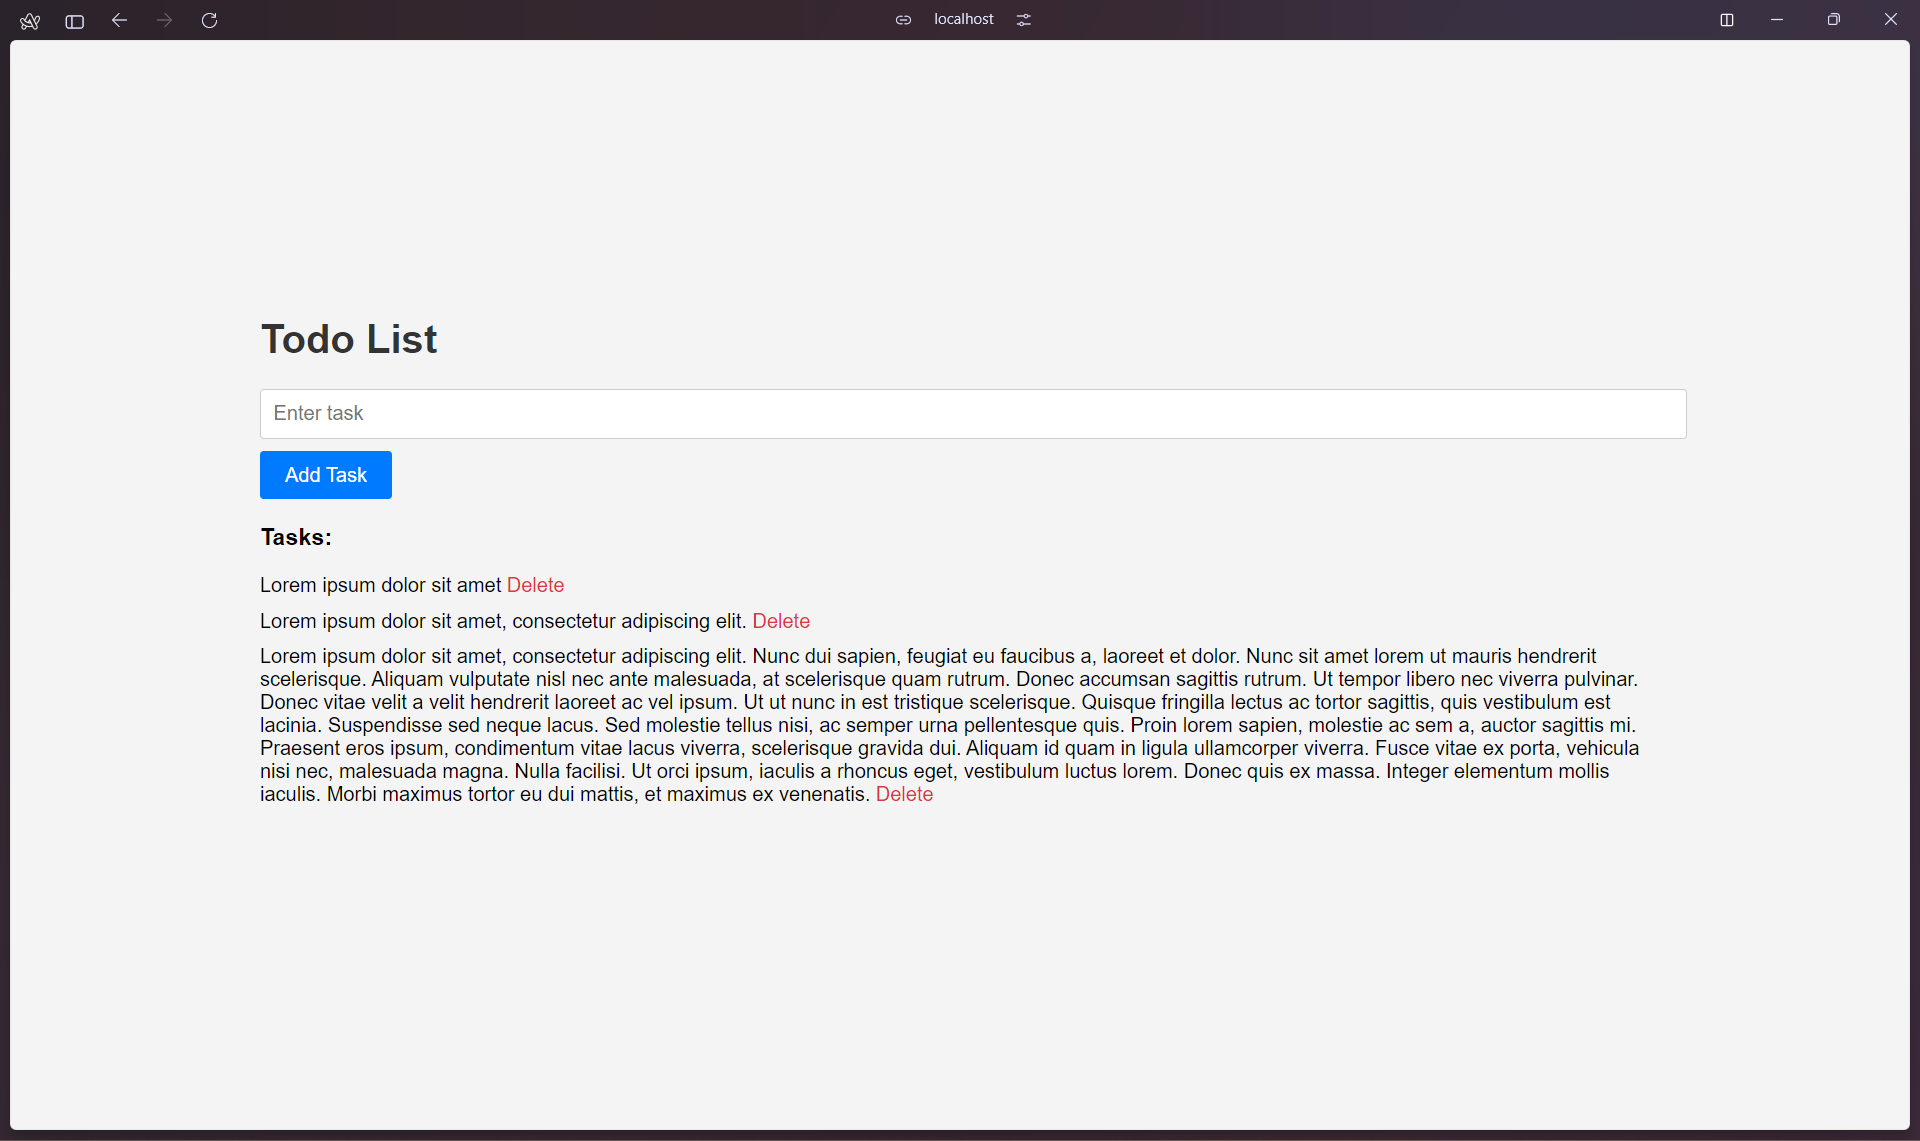 localhost
Todo List
Enter task
Add Task
Tasks:
Lorem ipsum dolor sit amet Delete
Lorem ipsum dolor sit amet, consectetur adipiscing elit. Delete
Lorem ipsum dolor sit amet, consectetur adipiscing elit. Nunc dui sapien, feugiat eu faucibus a, laoreet et dolor. Nunc sit amet lorem ut mauris hendrerit
scelerisque. Aliquam vulputate nisl nec ante malesuada, at scelerisque quam rutrum. Donec accumsan sagittis rutrum. Ut tempor libero nec viverra pulvinar.
Donec vitae velit a velit hendrerit laoreet ac vel ipsum. Ut ut nunc in est tristique scelerisque. Quisque fringilla lectus ac tortor sagittis, quis vestibulum est
lacinia. Suspendisse sed neque lacus. Sed molestie tellus nisi, ac semper urna pellentesque quis. Proin lorem sapien, molestie ac sem a, auctor sagittis mi.
Praesent eros ipsum, condimentum vitae lacus viverra, scelerisque gravida dui. Aliquam id quam in ligula ullamcorper viverra. Fusce vitae ex porta, vehicula
nisi nec, malesuada magna. Nulla facilisi. Ut orci ipsum, iaculis a rhoncus eget, vestibulum luctus lorem. Donec quis ex massa. Integer elementum mollis
iaculis. Morbi maximus tortor eu dui mattis, et maximus ex venenatis. Delete